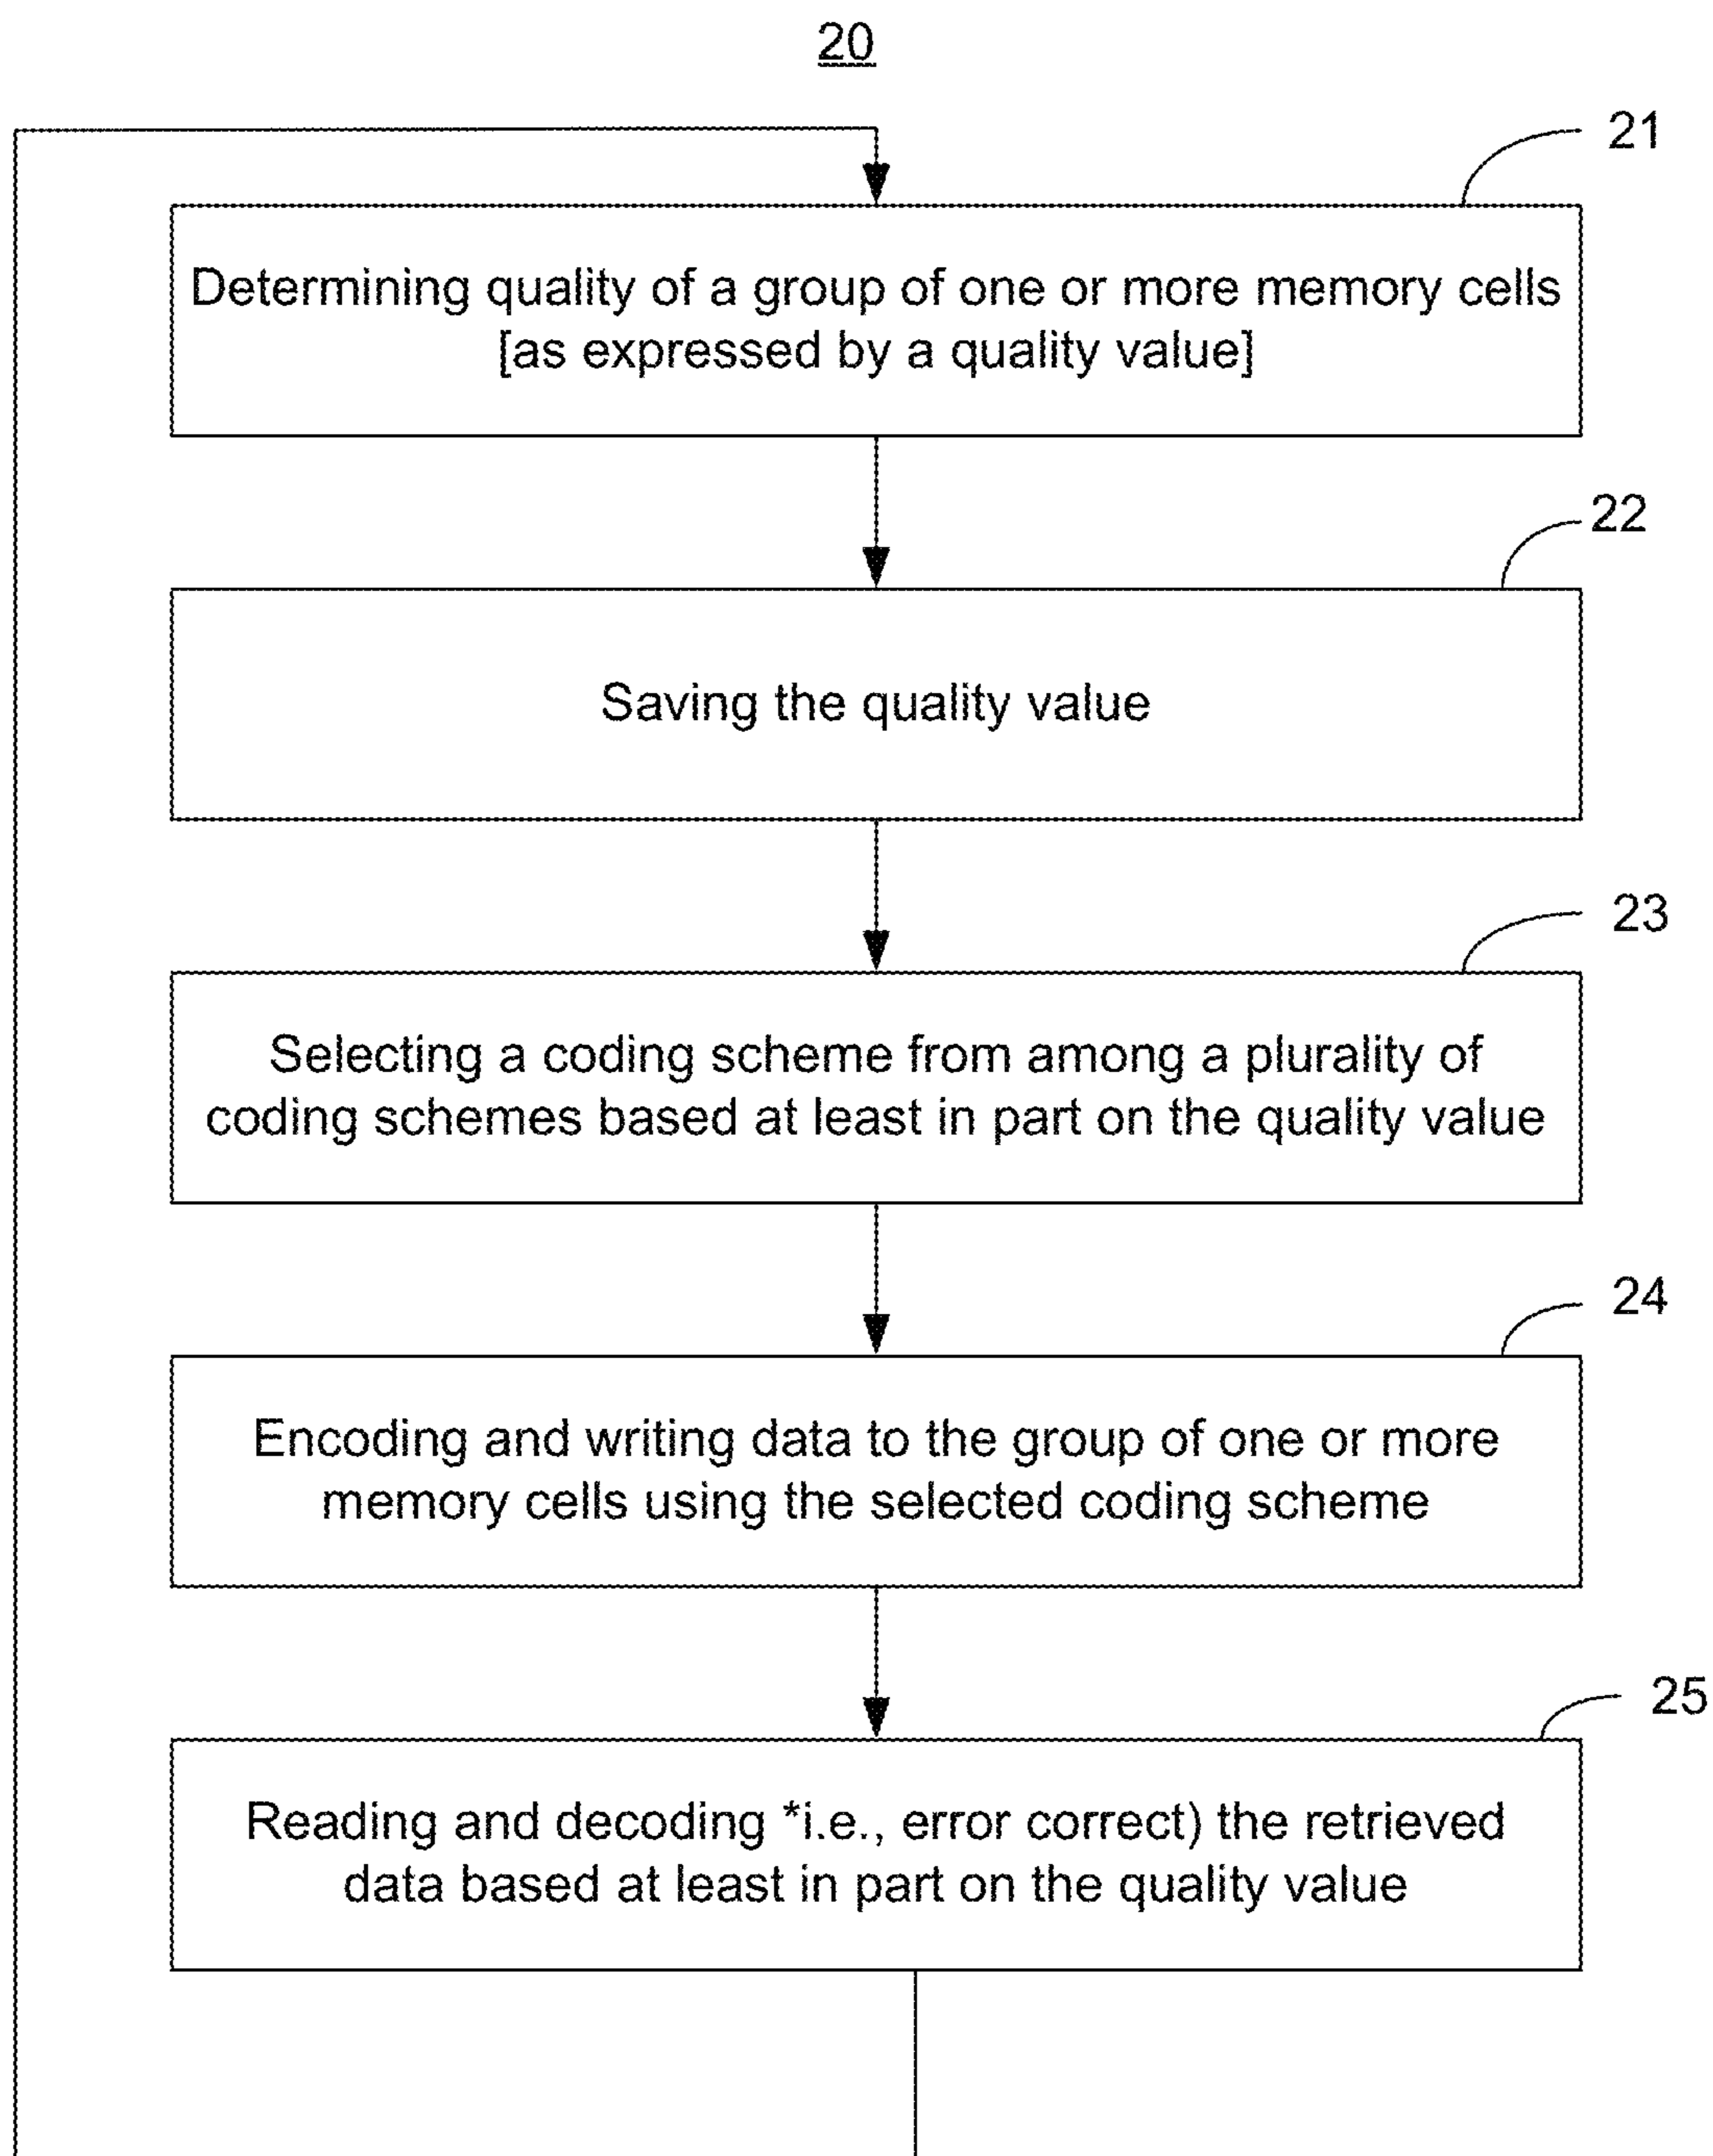 20
21
Determining quality of a group of one or more memory cells
[as expressed by a quality value]
22
Saving the quality value
23
Selecting a coding scheme from among a plurality of
coding schemes based at least in part on the quality value
24
Encoding and writing data to the group of one or more
memory cells using the selected coding scheme
25
Reading and decoding *i.e., error correct) the retrieved
data based at least in part on the quality value